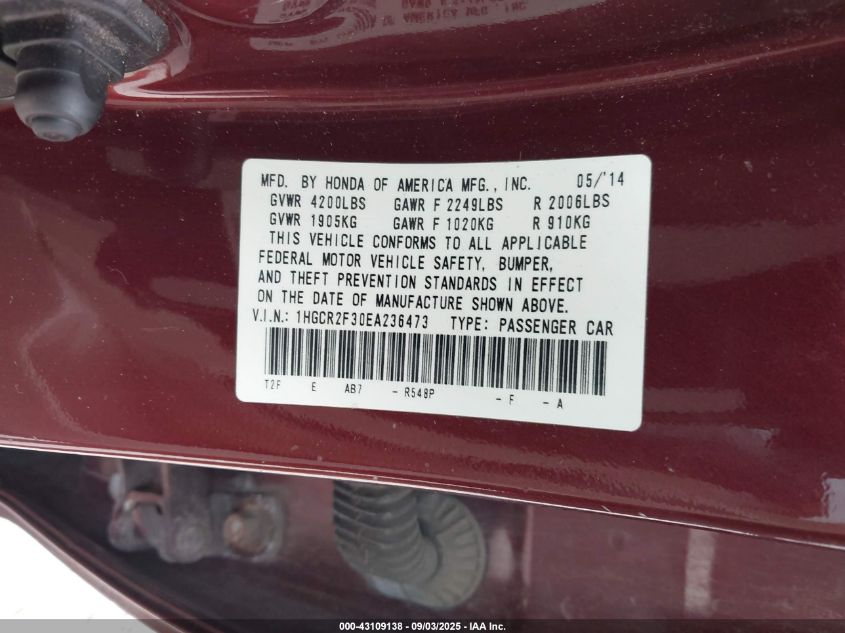 MFD. BY HONDA OF AMERICA MFG., INC. 05/'14
GVWR 4200LBS GAWR F 2249LBS R 2006LBS
GVWR 1905KG GAWR F 1020KG R 910KG
THIS VEHICLE CONFORMS TO ALL APPLICABLE
FEDERAL MOTOR VEHICLE SAFETY, BUMPER,
AND THEFT PREVENTION STANDARDS IN EFFECT
ON THE DATE OF MANUFACTURE SHOWN ABOVE.
V.I.N.: 1HGCR2F30EA236473 TYPE: PASSENGER CAR
T2F E AB7 - R548P - F - A
000-43109138 - 09/03/2025 - IAA Inc.